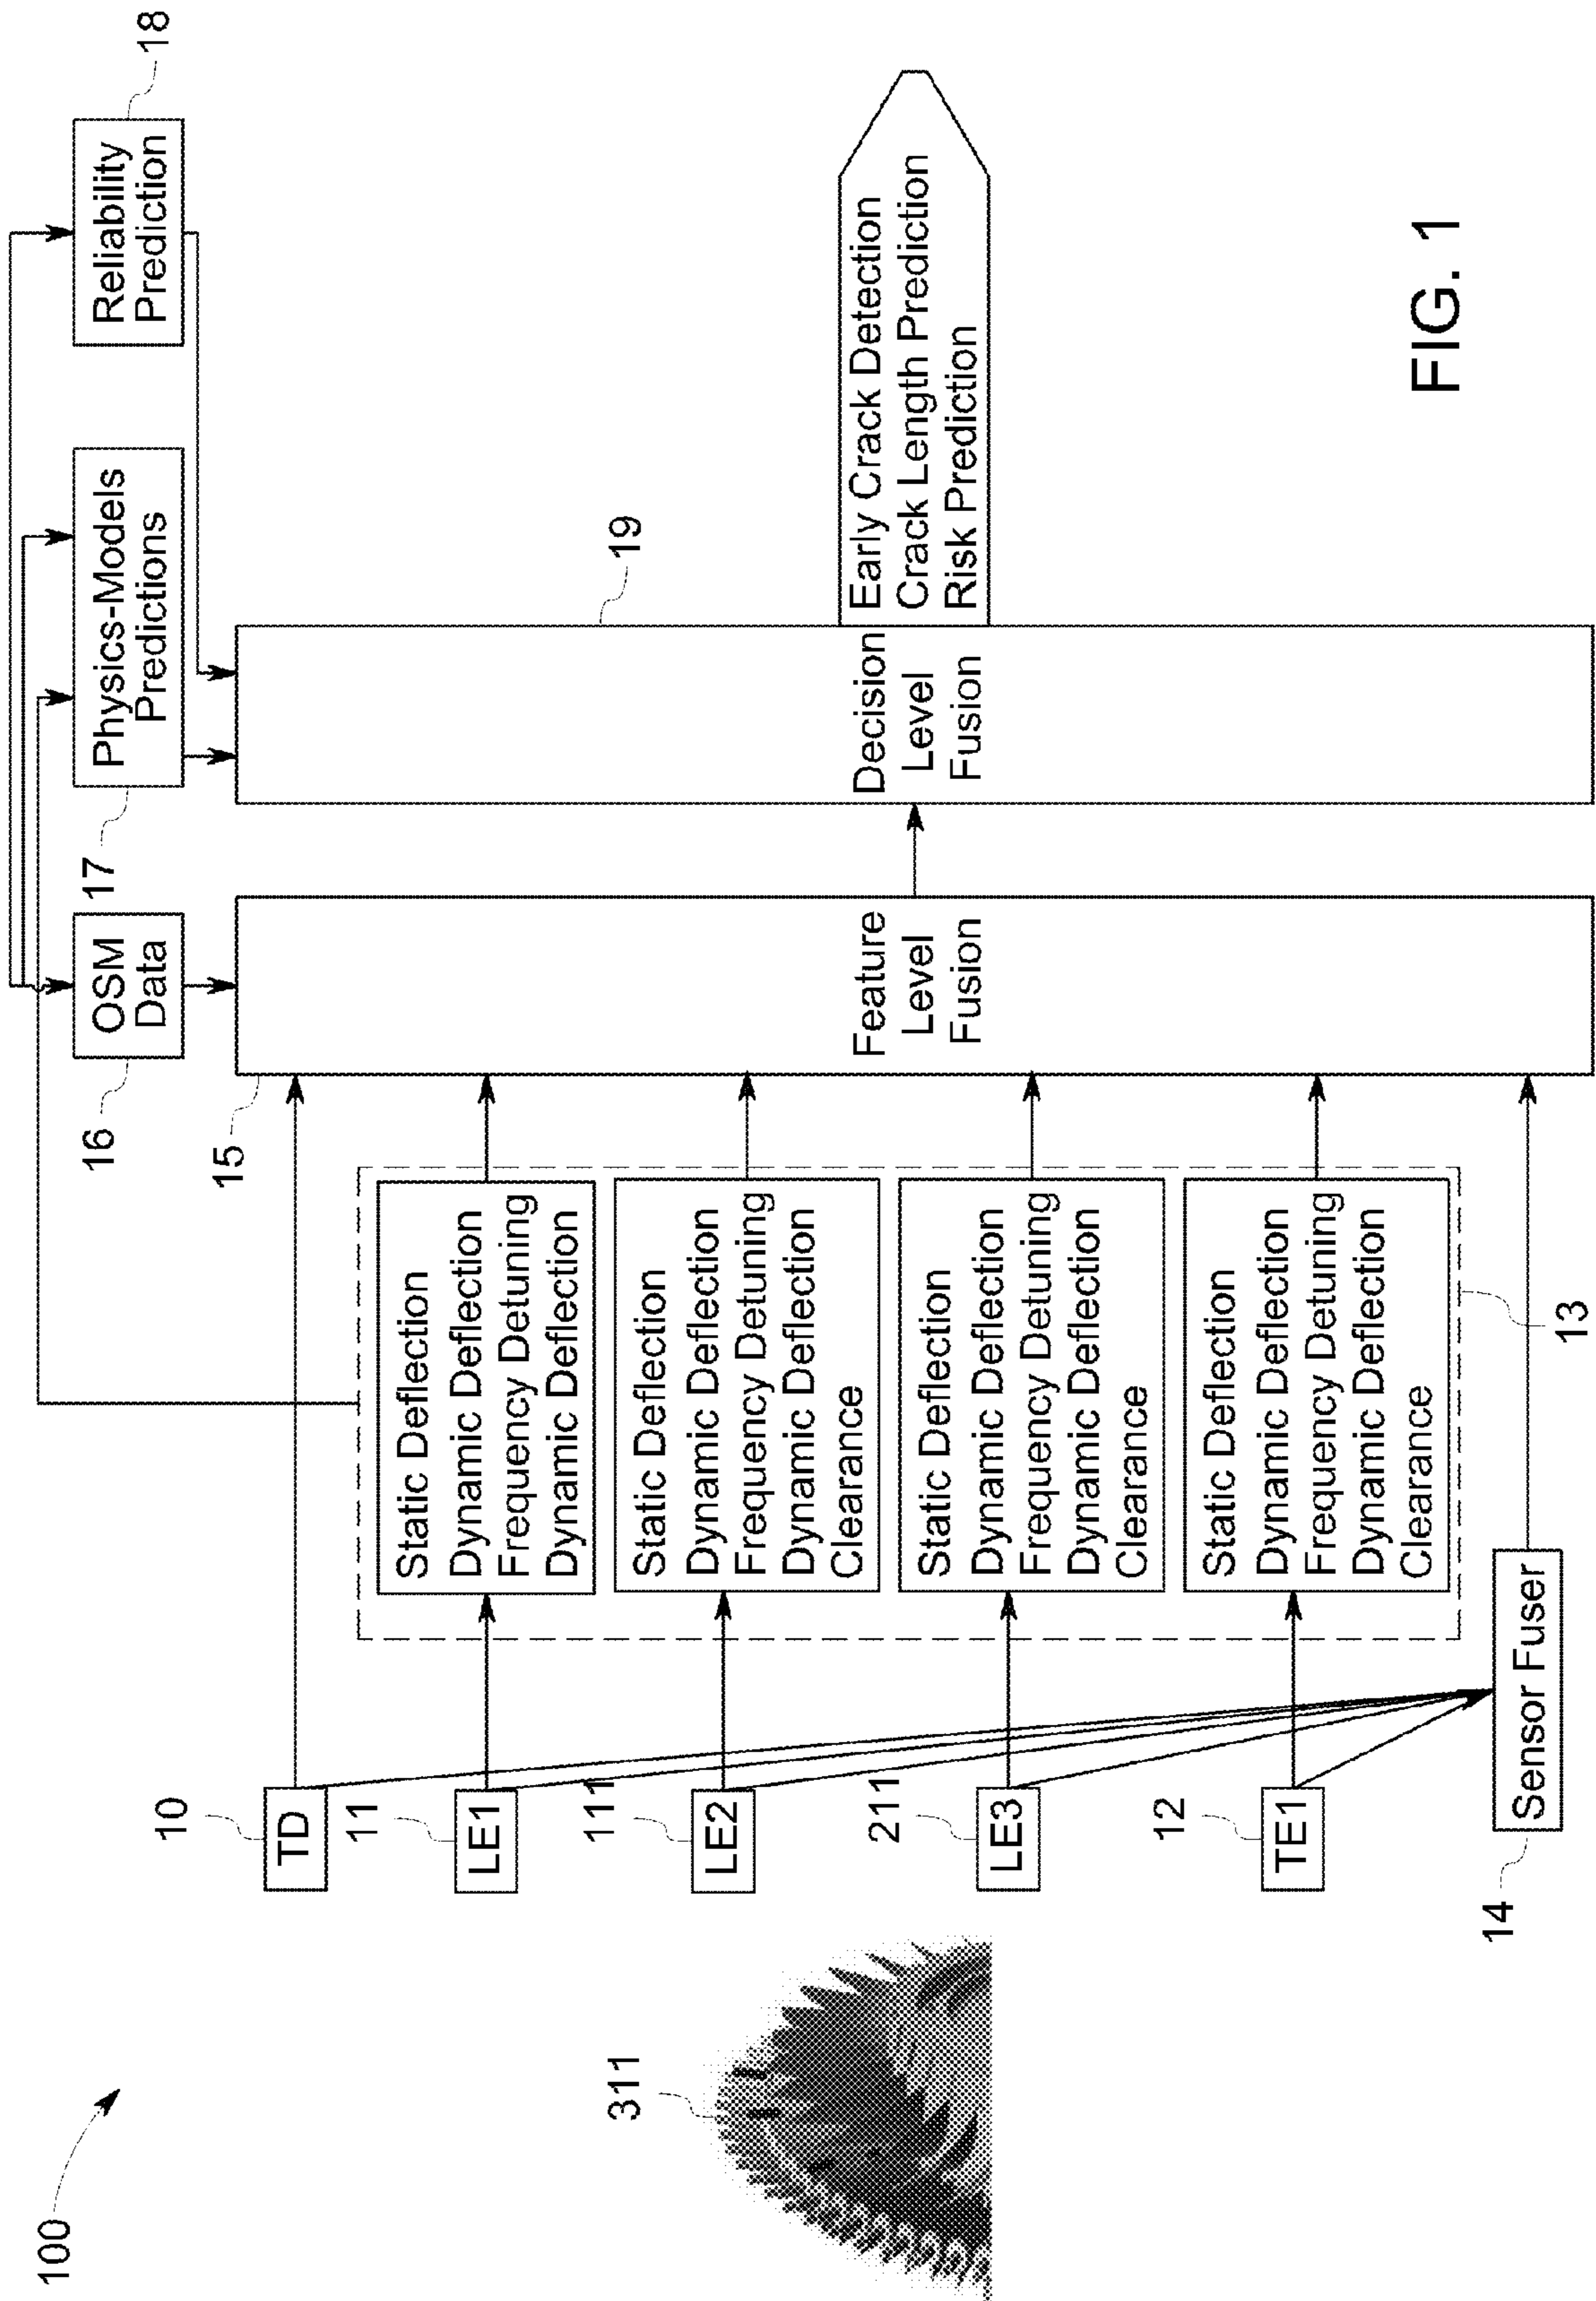 100
311
10
TD
11
LE1
111
LE2
211
LE3
12
TE1
14
Sensor Fuser
Static Deflection
Dynamic Deflection
Frequency Detuning
Dynamic Deflection
Static Deflection
Dynamic Deflection
Frequency Detuning
Dynamic Deflection
Clearance
Static Deflection
Dynamic Deflection
Frequency Detuning
Dynamic Deflection
Clearance
Static Deflection
Dynamic Deflection
Frequency Detuning
Dynamic Deflection
Clearance
13
15
Feature
Level
Fusion
16
OSM
Data
17
Physics-Models
Predictions
18
Reliability
Prediction
19
Decision
Level
Fusion
Early Crack Detection
Crack Length Prediction
Risk Prediction
FIG. 1